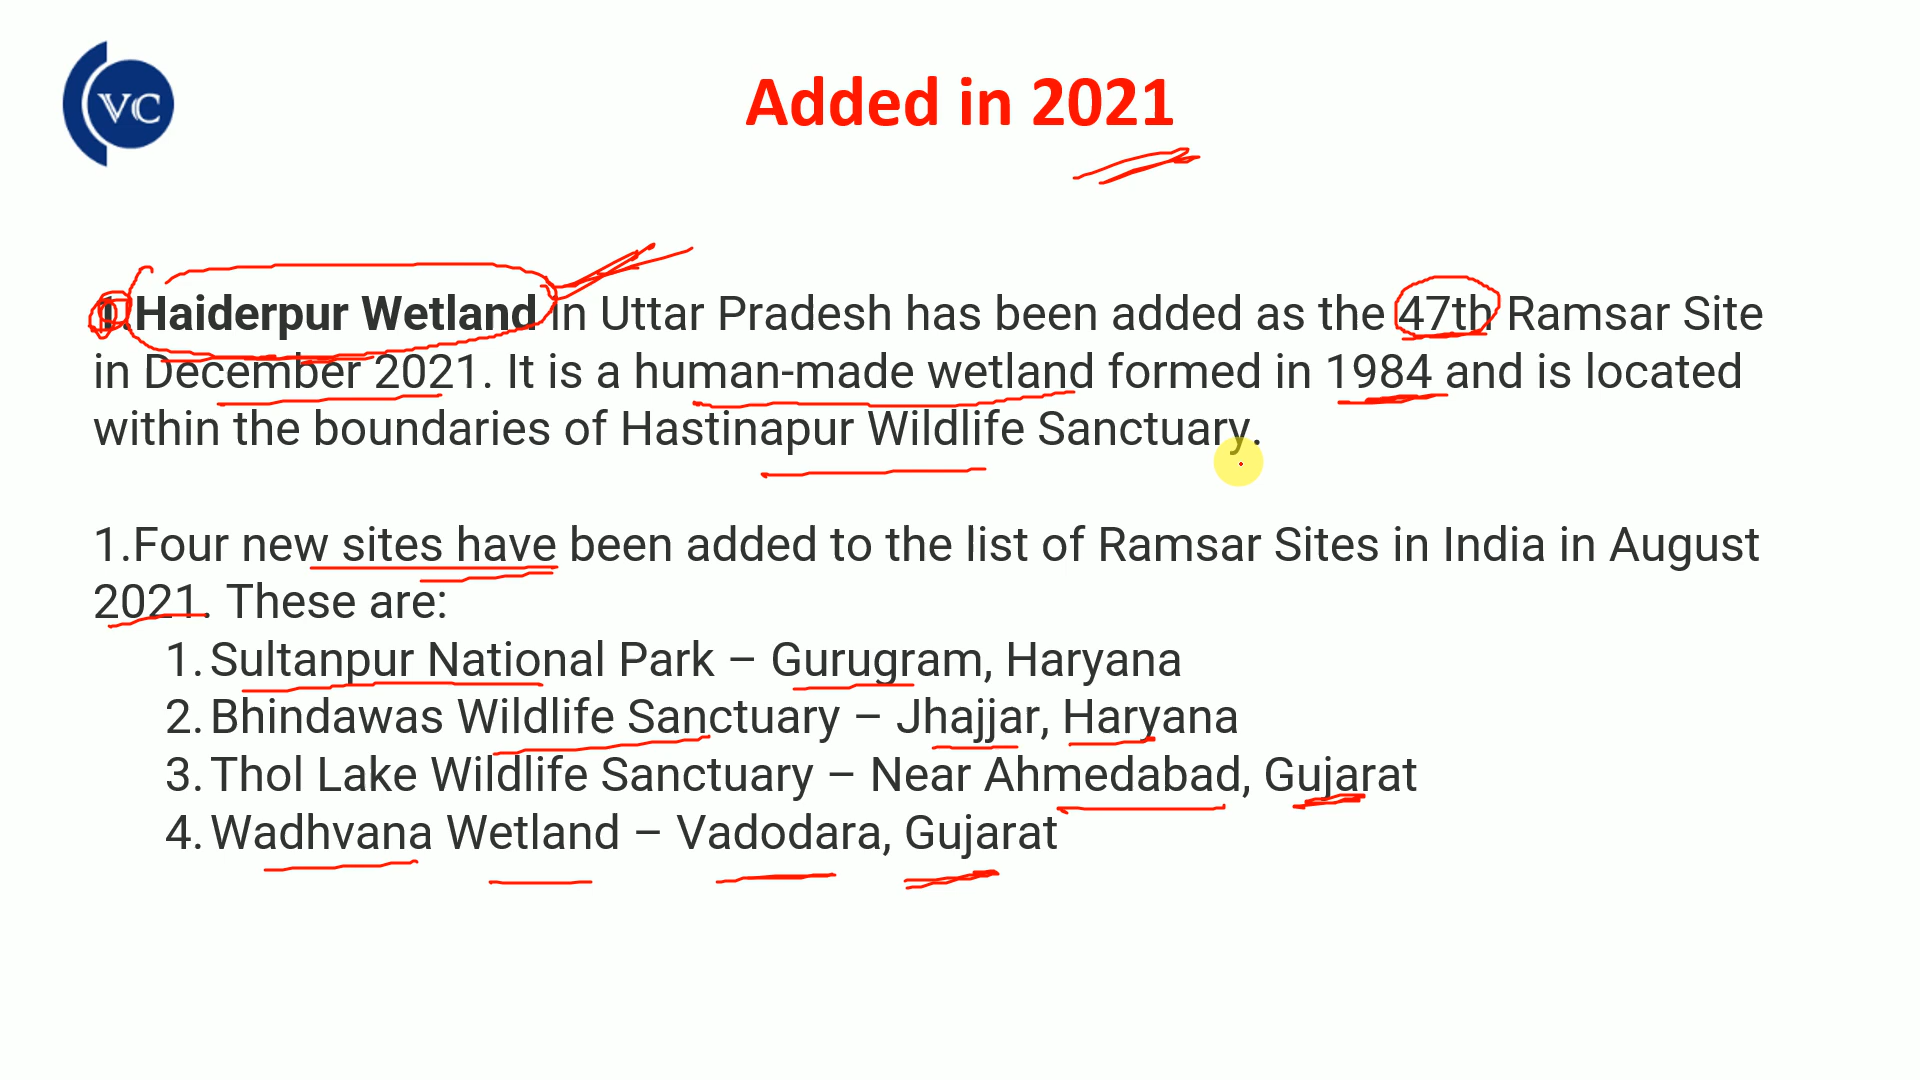 VC
Added in 2021
1.Haiderpur Wetland in Uttar Pradesh has been added as the 47th Ramsar Site
in December 2021. It is a human-made wetland formed in 1984 and is located
within the boundaries of Hastinapur Wildlife Sanctuary.
1.Four new sites have been added to the list of Ramsar Sites in India in August
2021. These are:
1. Sultanpur National Park – Gurugram, Haryana
2. Bhindawas Wildlife Sanctuary – Jhajjar, Haryana
3. Thol Lake Wildlife Sanctuary – Near Ahmedabad, Gujarat
4. Wadhvana Wetland – Vadodara, Gujarat